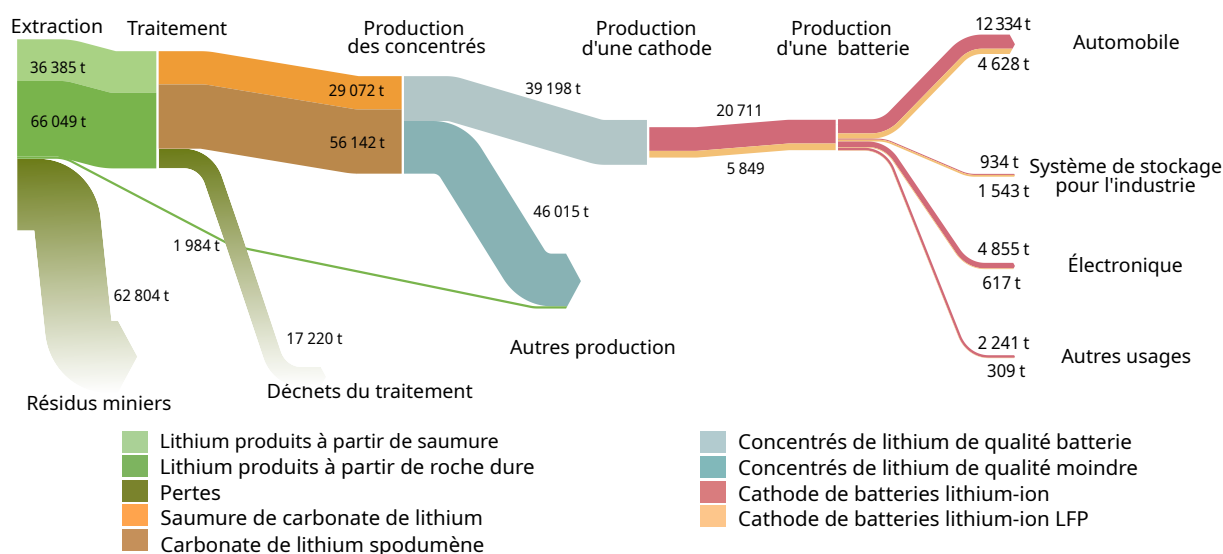 Extraction
Traitement
Production
des concentrés
Production
d'une cathode
Production
d'une batterie
12 334 t
4 628 t
Automobile
36 385 t
66 049 t
29 072 t
56 142 t
39 198 t
20 711
5 849
934 t
1 543 t
Système de stockage
pour l'industrie
46 015 t
1 984 t
4 855 t
617 t
Électronique
62 804 t
17 220 t
Autres production
2 241 t
309 t
Autres usages
Résidus miniers
Décnets du traitement
Lithium produits à partir de saumure
Lithium produits à partir de roche dure
Pertes
Saumure de carbonate de lithium
Carbonate de lithium spodumène
Concentrés de lithium de qualité batterie
Concentrés de lithium de qualité moindre
Cathode de batteries lithium-ion
Cathode de batteries lithium-ion LFP